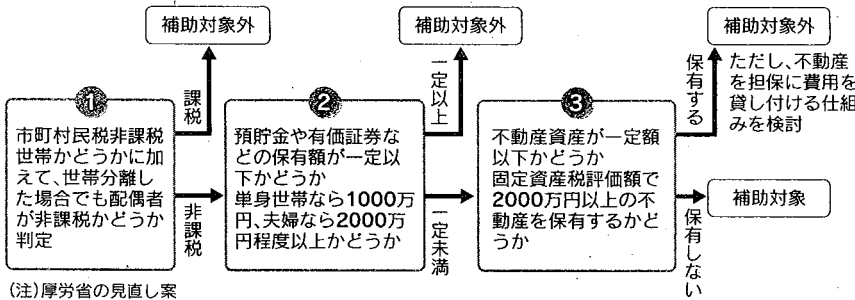 補助対象外
補助対象外
補助対象外
課税
一定以上
保有する
ただし、不動産
を担保に費用を
貸し付ける仕組
みを検討
1
市町村民税非課税
世帯かどうかに加
えて、世帯分離し
た場合でも配偶者
が非課税かどうか
判定
非課税
2
預貯金や有価証券な
どの保有額が一定以
下かどうか
単身世帯なら1000万
円、夫婦なら2000万
円程度以上かどうか
一定未満
3
不動産資産が一定額
以下かどうか
固定資産税評価額で
2000万円以上の不
動産を保有するかど
うか
保有しない
補助対象
(注)厚労省の見直し案